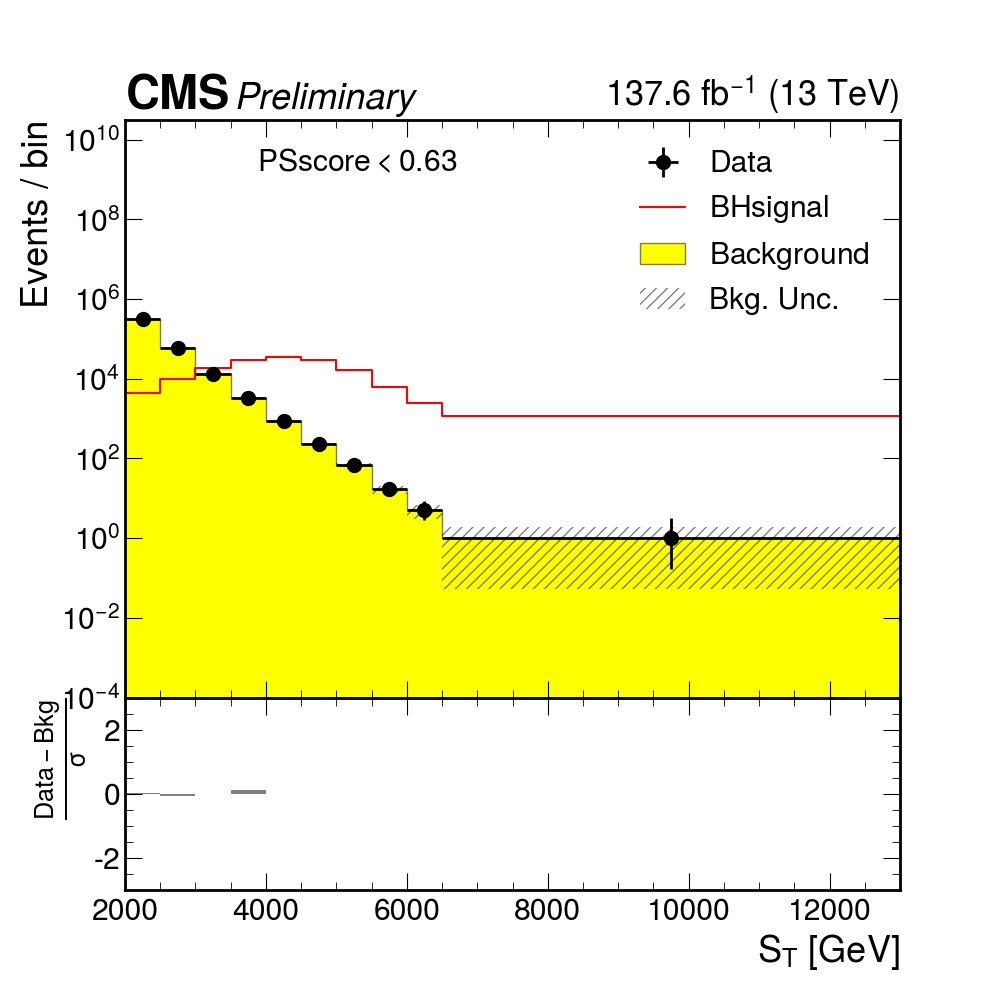 CMS Preliminary 137.6 fb⁻¹ (13 TeV)
Events / bin
10¹⁰
10⁸
10⁶
10⁴
10²
10⁰
10⁻²
10⁻⁴
PSscore < 0.63
Data
BHsignal
Background
Bkg. Unc.
Data − Bkg
σ
2
0
-2
2000 4000 6000 8000 10000 12000
S_T [GeV]